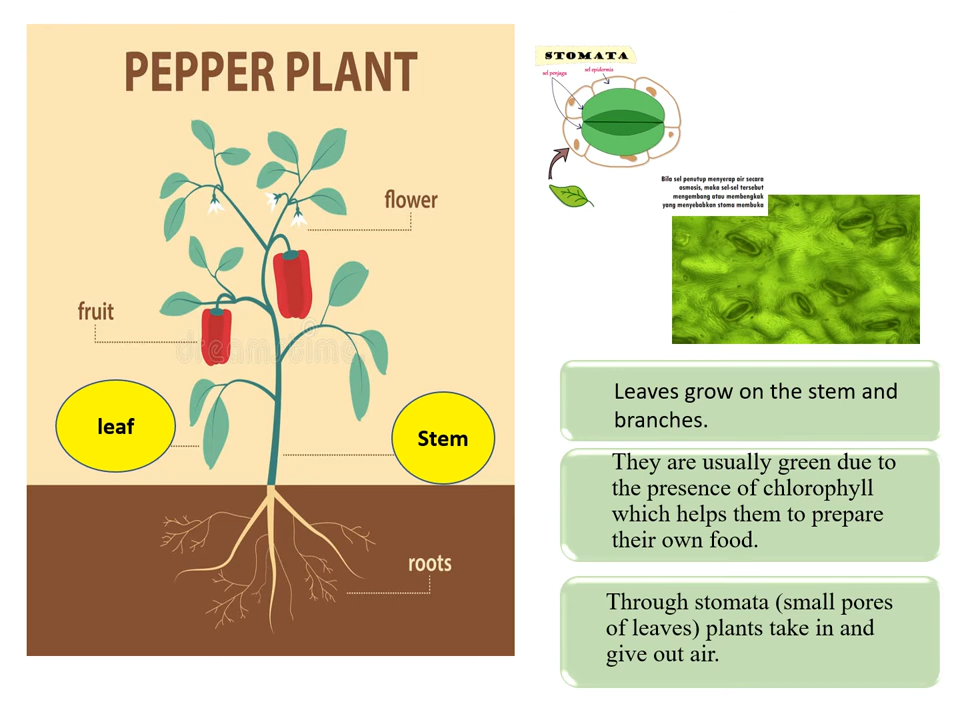 PEPPER PLANT
flower
fruit
dreamstime
leaf
Stem
roots
STOMATA
sel penjaga
sel epidermis
Bila sel penutup menyerap air secara
osmosis, maka sel-sel tersebut
mengembang atau membengkak
yang menyebabkan stoma membuka
Leaves grow on the stem and
branches.
They are usually green due to
the presence of chlorophyll
which helps them to prepare
their own food.
Through stomata (small pores
of leaves) plants take in and
give out air.